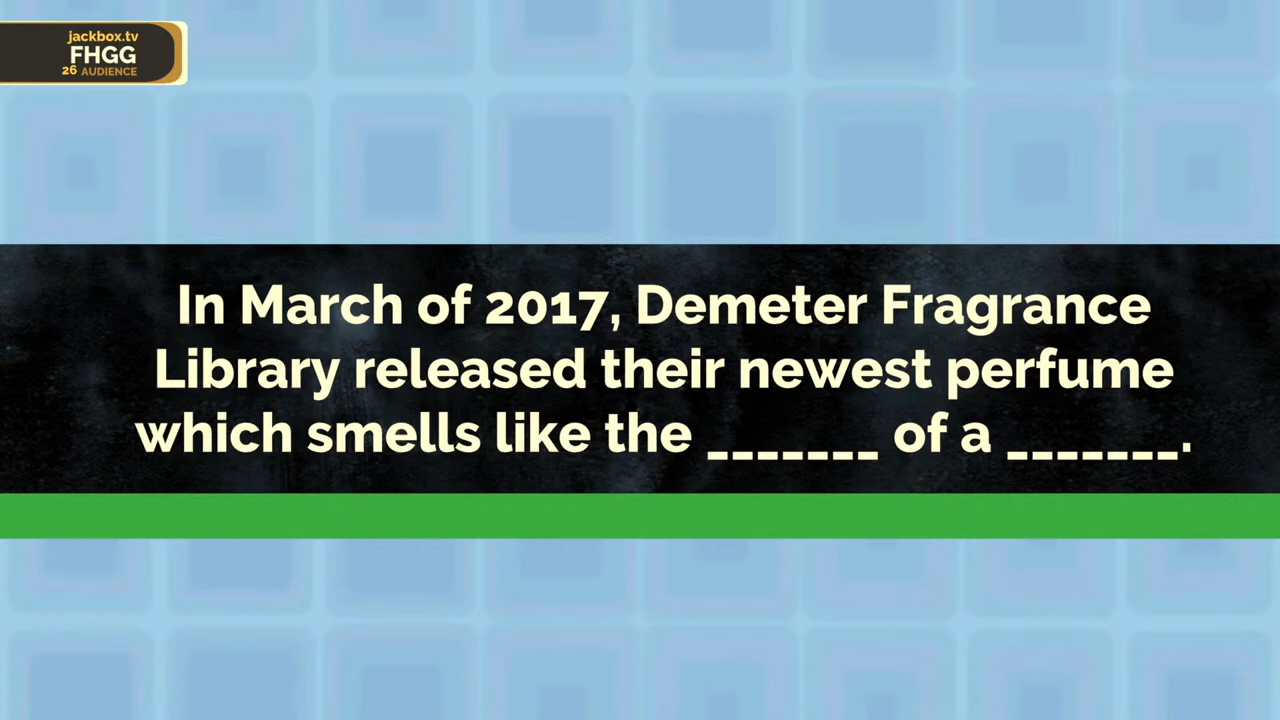 jackbox.tv
FHGG
26 AUDIENCE
In March of 2017, Demeter Fragrance
Library released their newest perfume
which smells like the _______ of a _______.